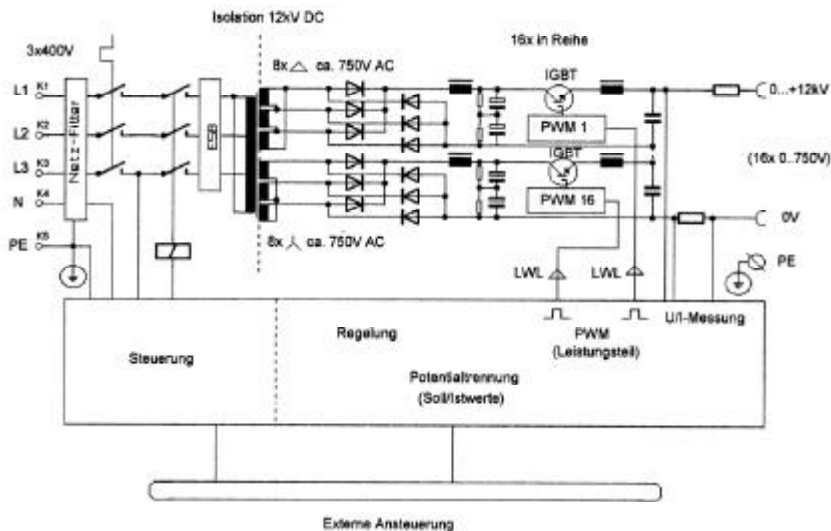 Isolation 12kV DC
3x400V
8x △ ca. 750V AC
16x in Reihe
IGBT
L1 K1
0...+12kV
Netz-Filter
ESB
L2 K2
PWM 1
IGBT
L3 K3
(16x 0..750V)
N K4
PWM 16
0V
PE K5
8x ⅄ ca. 750V AC
LWL
LWL
PE
U/I-Messung
Steuerung
Regelung
PWM
(Leistungsteil)
Potentialtrennung
(Soll/Istwerte)
Externe Ansteuerung